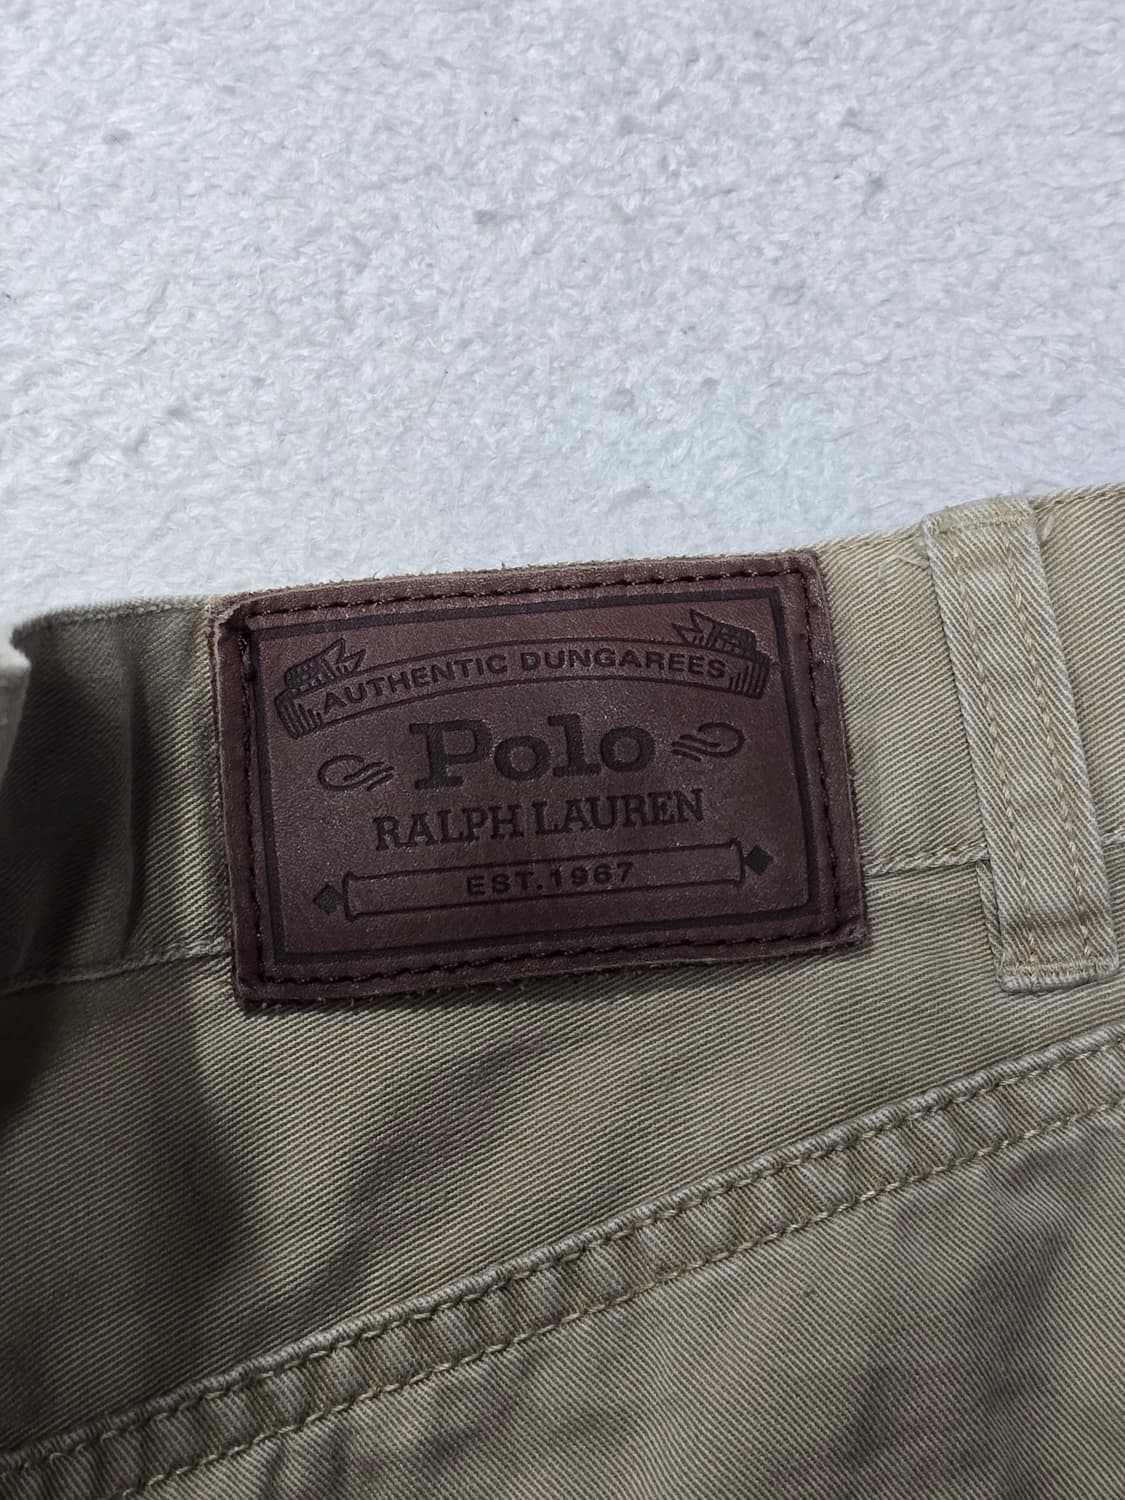 AUTHENTIC DUNGAREES
Polo
RALPH LAUREN
EST. 1967